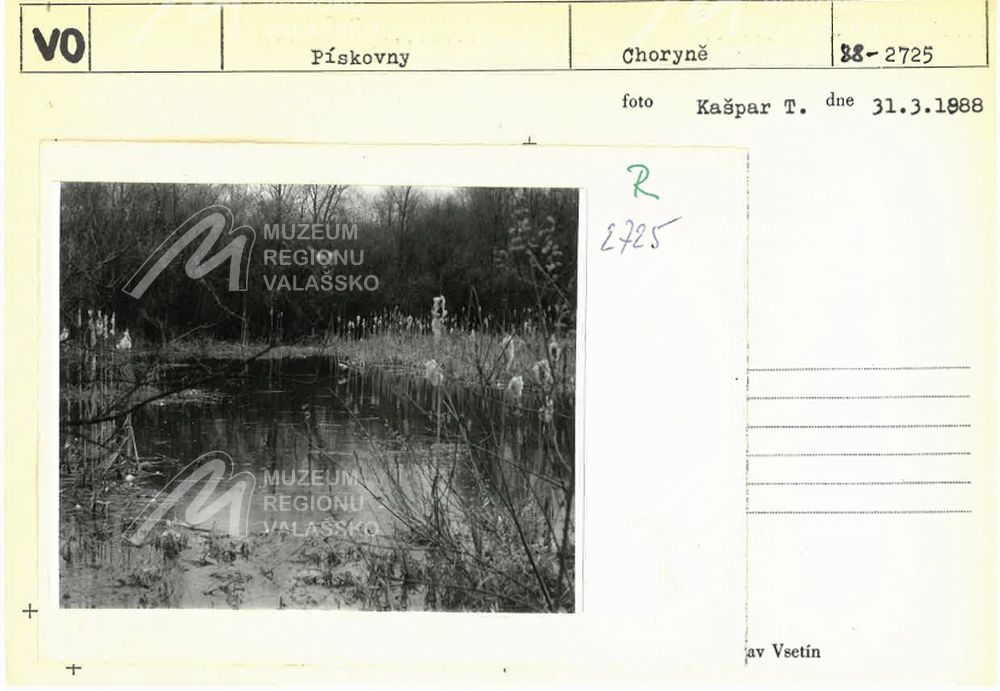 VO
Pískovny
Choryně
88-2725
foto Kašpar T. dne 31.3.1988
R
2725
MUZEUM
REGIONU
VALAŠSKO
MUZEUM
REGIONU
VALAŠSKO
av Vsetín